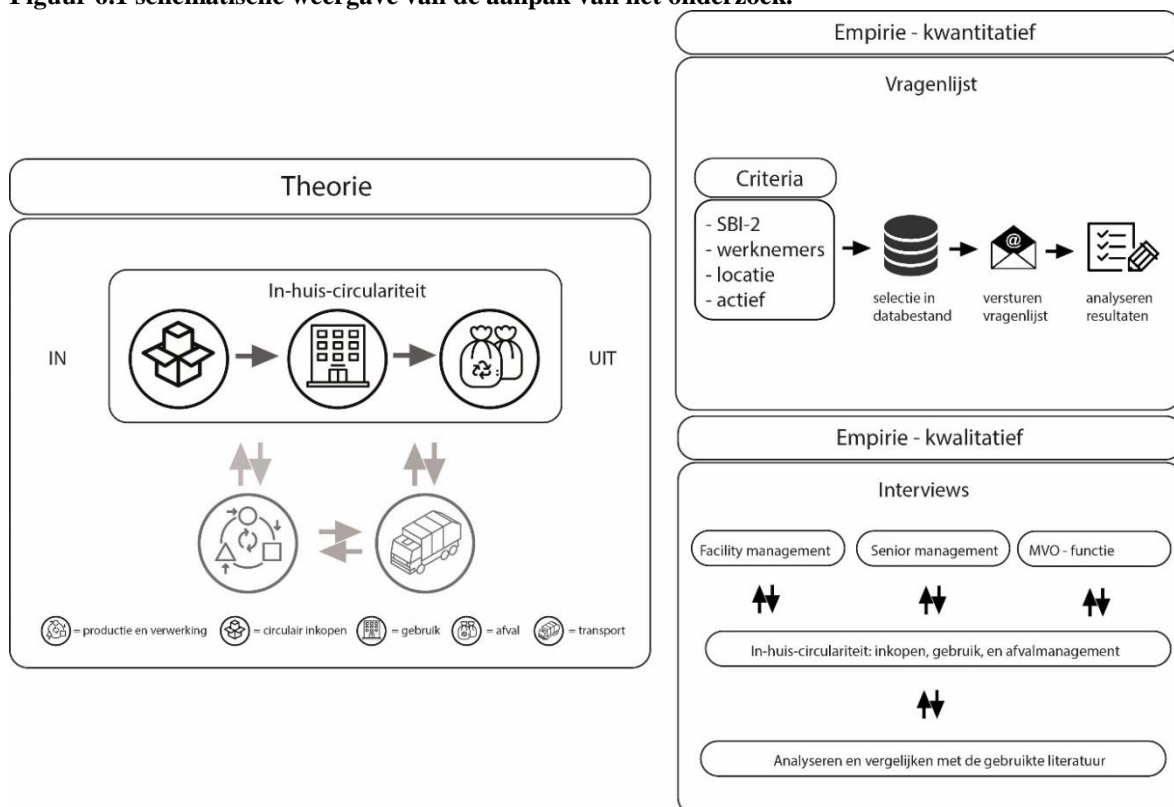 Figuur 6.1 schematische weergave van de aanpak van het onderzoek.
Theorie
In-huis-circulariteit
IN
UIT
= productie en verwerking
= circulair inkopen
= gebruik
= afval
= transport
Empirie - kwantitatief
Vragenlijst
Criteria
- SBI-2
- werknemers
- locatie
- actief
@
selectie in
databestand
versturen
vragenlijst
analyseren
resultaten
Empirie - kwalitatief
Interviews
Facility management
Senior management
MVO - functie
In-huis-circulariteit: inkopen, gebruik, en afvalmanagement
Analyseren en vergelijken met de gebruikte literatuur